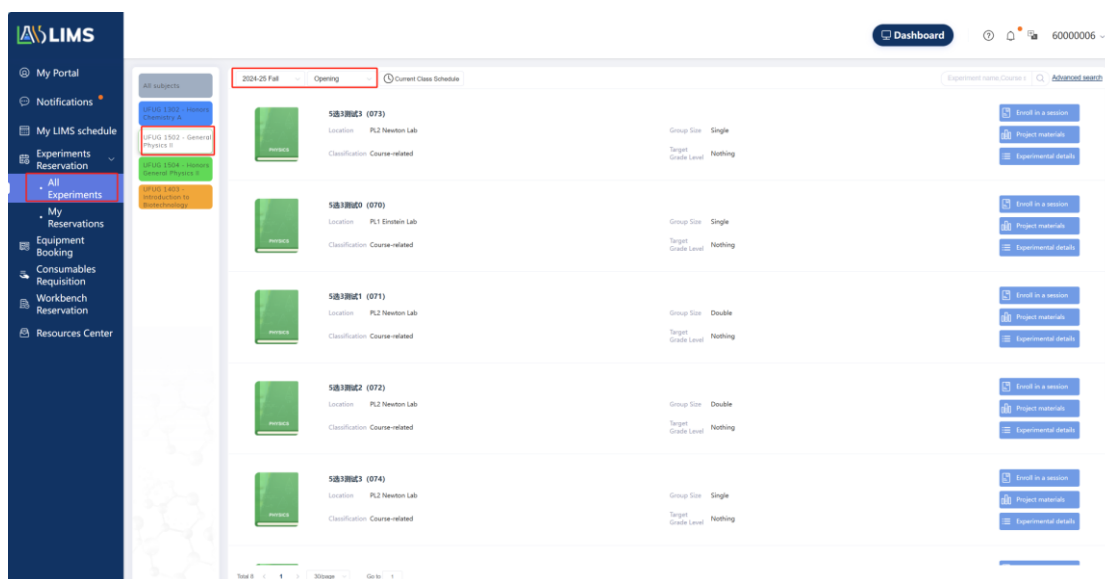 LIMS
Dashboard
60000006
My Portal
Notifications
My LIMS schedule
Experiments
Reservation
All
Experiments
My
Reservations
Equipment
Booking
Consumables
Requisition
Workbench
Reservation
Resources Center
All subjects
UFUG 1302 - Honors
Chemistry A
UFUG 1502 - General
Physics II
UFUG 1504 - Honors
General Physics II
UFUG 1403 -
Introduction to
Biotechnology
2024-25 Fall
Opening
Current Class Schedule
Experiment name,Course
Advanced search
PHYSICS
5选3测试3 (073)
Location PL2 Newton Lab
Classification Course-related
Group Size Single
Target
Grade Level Nothing
Enroll in a session
Project materials
Experimental details
PHYSICS
5选3测试0 (070)
Location PL1 Einstein Lab
Classification Course-related
Group Size Single
Target
Grade Level Nothing
Enroll in a session
Project materials
Experimental details
PHYSICS
5选3测试1 (071)
Location PL2 Newton Lab
Classification Course-related
Group Size Double
Target
Grade Level Nothing
Enroll in a session
Project materials
Experimental details
PHYSICS
5选3测试2 (072)
Location PL2 Newton Lab
Classification Course-related
Group Size Double
Target
Grade Level Nothing
Enroll in a session
Project materials
Experimental details
PHYSICS
5选3测试3 (074)
Location PL2 Newton Lab
Classification Course-related
Group Size Single
Target
Grade Level Nothing
Enroll in a session
Project materials
Experimental details
Total 8 < 1 > 30/page Go to 1